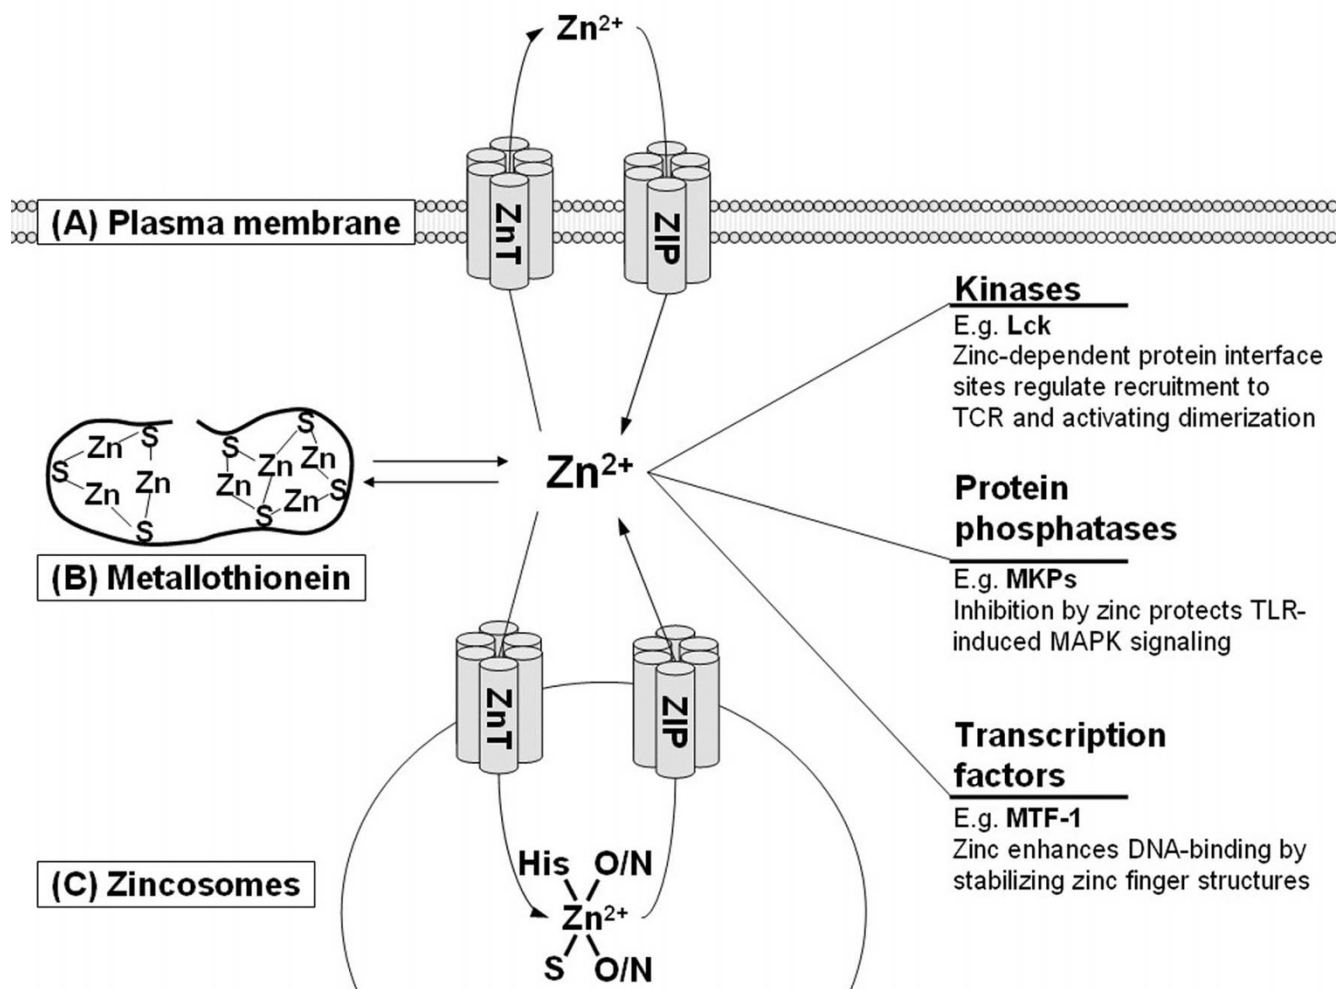 Zn²⁺
(A) Plasma membrane
ZnT
ZIP
Kinases
E.g. Lck
Zinc-dependent protein interface
sites regulate recruitment to
TCR and activating dimerization
S
S
Zn
S
S
Zn
Zn
S
Zn
Zn
Zn
Zn
S
S
S
Zn
(B) Metallothionein
Zn²⁺
Protein
phosphatases
E.g. MKPs
Inhibition by zinc protects TLR-
induced MAPK signaling
ZnT
ZIP
Transcription
factors
E.g. MTF-1
Zinc enhances DNA-binding by
stabilizing zinc finger structures
(C) Zincosomes
His O/N
Zn²⁺
S O/N